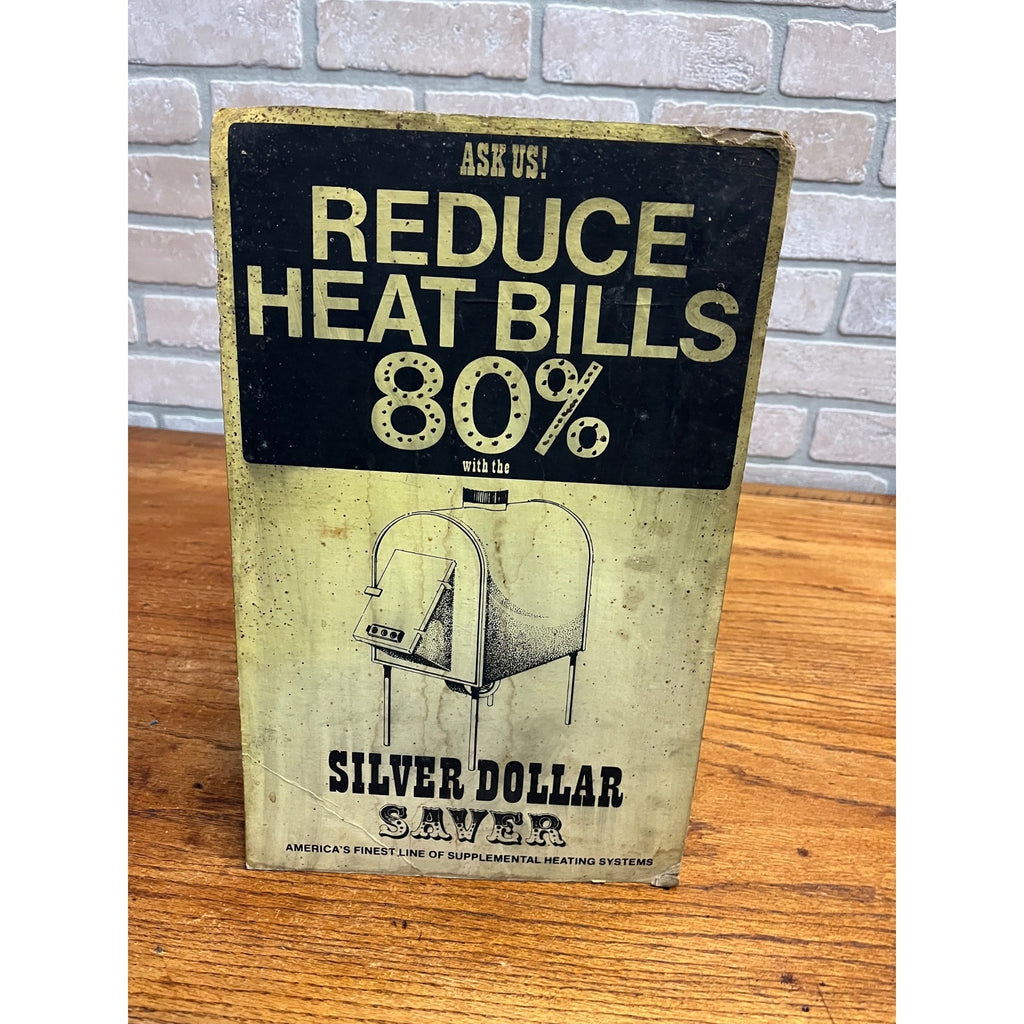 ASK US!
REDUCE
HEAT BILLS
80%
with the
SILVER DOLLAR
SAVER
AMERICA'S FINEST LINE OF SUPPLEMENTAL HEATING SYSTEMS